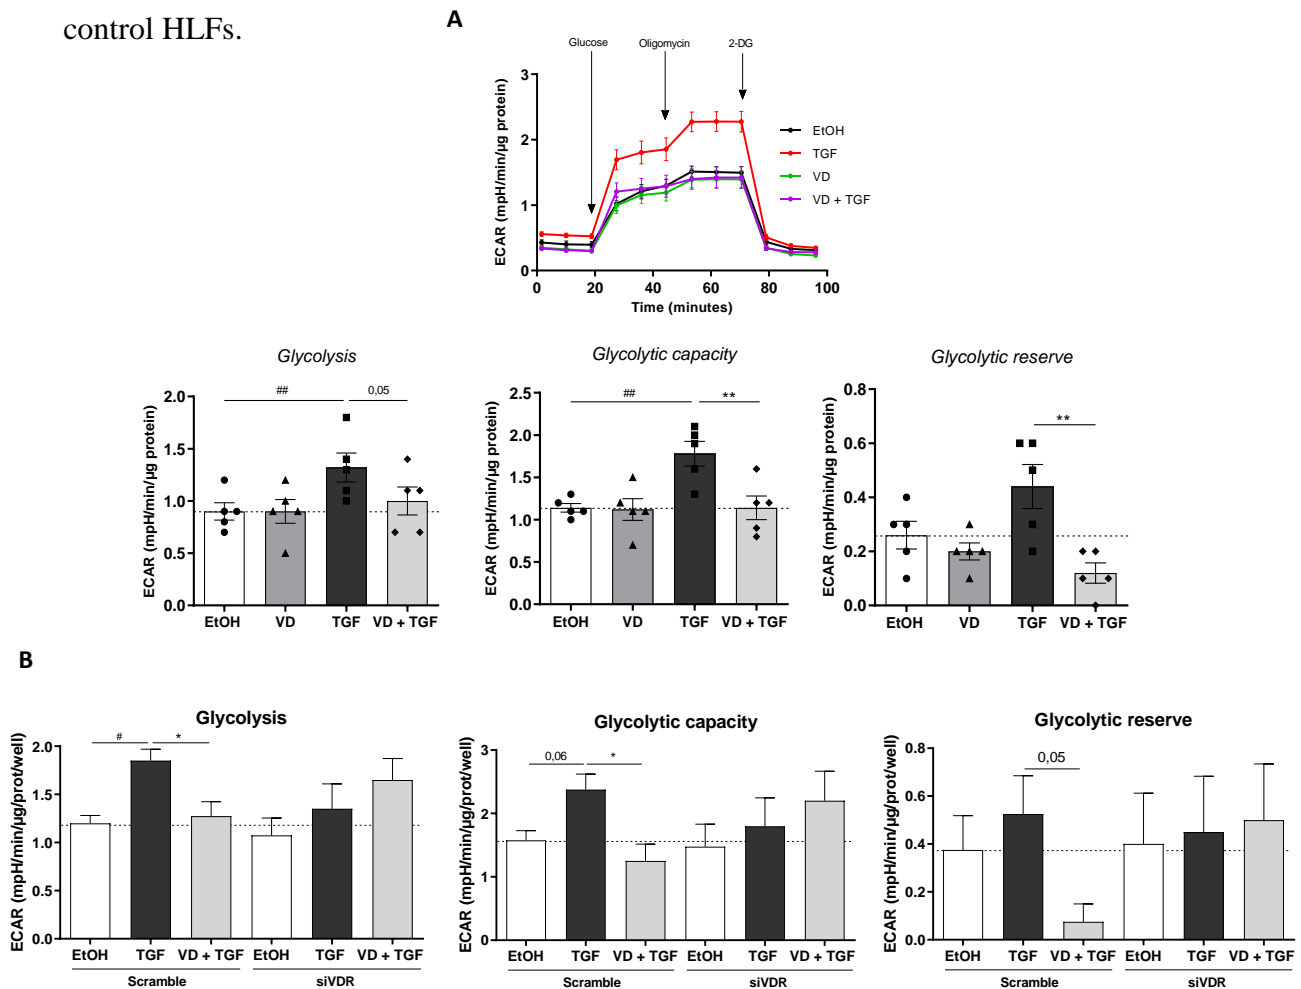 control HLFs.
A
Glucose
Oligomycin
2-DG
ECAR (mpH/min/µg protein)
3
2
1
0
0 20 40 60 80 100
Time (minutes)
EtOH
TGF
VD
VD + TGF
Glycolysis
ECAR (mpH/min/µg protein)
2.0
1.5
1.0
0.5
0.0
##
0,05
EtOH VD TGF VD + TGF
Glycolytic capacity
ECAR (mpH/min/µg protein)
2.5
2.0
1.5
1.0
0.5
0.0
##
**
EtOH VD TGF VD + TGF
Glycolytic reserve
ECAR (mpH/min/µg protein)
0.8
0.6
0.4
0.2
0.0
**
EtOH VD TGF VD + TGF
B
Glycolysis
ECAR (mpH/min/µg/prot/well)
2.0
1.5
1.0
0.5
0.0
#
*
EtOH TGF VD + TGF EtOH TGF VD + TGF
Scramble siVDR
Glycolytic capacity
ECAR (mpH/min/µg/prot/well)
3
2
1
0
0,06
*
EtOH TGF VD + TGF EtOH TGF VD + TGF
Scramble siVDR
Glycolytic reserve
ECAR (mpH/min/µg/prot/well)
0.8
0.6
0.4
0.2
0.0
0,05
EtOH TGF VD + TGF EtOH TGF VD + TGF
Scramble siVDR